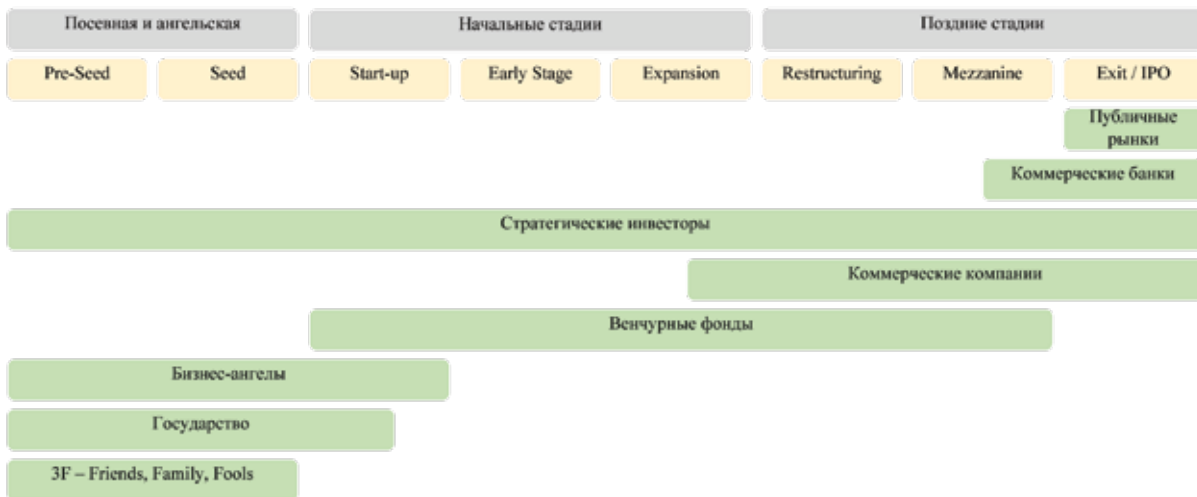 Посевная и ангельская
Начальные стадии
Поздние стадии
Pre-Seed
Seed
Start-up
Early Stage
Expansion
Restructuring
Mezzanine
Exit / IPO
Публичные
рынки
Коммерческие банки
Стратегические инвесторы
Коммерческие компании
Венчурные фонды
Бизнес-ангелы
Государство
3F – Friends, Family, Fools